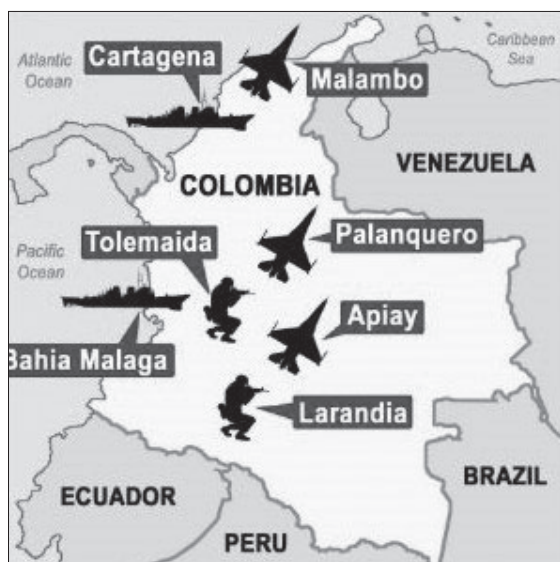 Atlantic
Ocean
Cartagena
Caribbean
Sea
Malambo
VENEZUELA
COLOMBIA
Tolemaida
Palanquero
Pacific
Ocean
Apiay
Bahia Malaga
Larandia
ECUADOR
BRAZIL
PERU